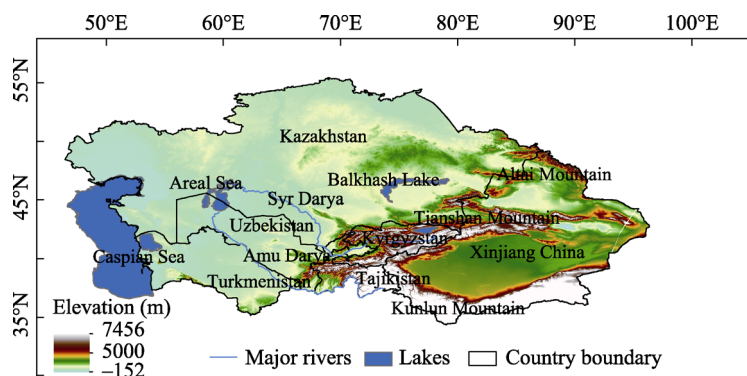 50°E 60°E 70°E 80°E 90°E 100°E
55°N
45°N
35°N
Kazakhstan
Altai Mountain
Areal Sea
Balkhash Lake
Syr Darya
Tianshan Mountain
Uzbekistan
Kyrgyzstan
Caspian Sea
Amu Darya
Xinjiang China
Turkmenistan
Tajikistan
Kunlun Mountain
Elevation (m)
7456
5000
–152
Major rivers
Lakes
Country boundary